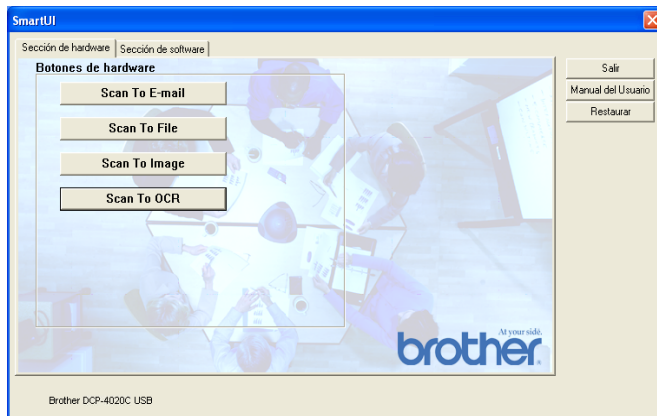 SmartUI
Sección de hardware
Sección de software
Botones de hardware
Scan To E-mail
Scan To File
Scan To Image
Scan To OCR
Salir
Manual del Usuario
Restaurar
At your side.
brother
Brother DCP-4020C USB